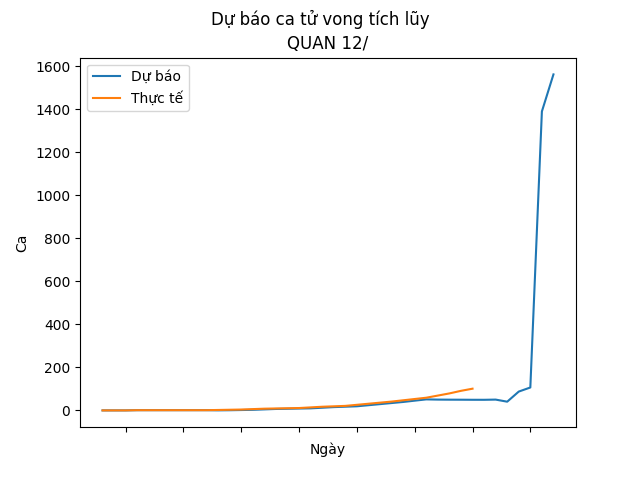 Dự báo ca tử vong tích lũy
QUAN 12/
Dự báo
Thực tế
1600
1400
1200
1000
800
600
400
200
0
Ca
Ngày